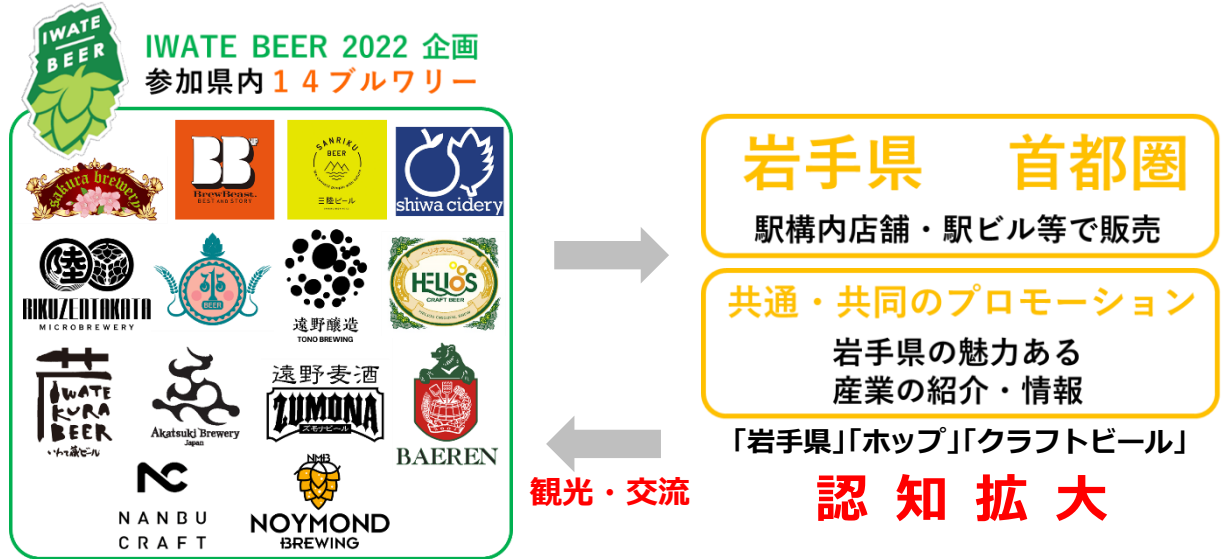 IWATE
BEER
IWATE BEER 2022 企画
参加県内１４ブルワリー
sakura brewery
BB
BrewBeast.
BEST AND STORY
SANRIKU
BEER
三陸ビール
shiwa cidery
陸
RIKUZENTAKATA
MICROBREWERY
BEER
遠野醸造
TONO BREWING
ヘリオスビール
HELIOS
CRAFT BEER
IWATE
KURA
BEER
いわて蔵ビール
Akatsuki Brewery
Japan
遠野麦酒
ZUMONA
ズモナビール
BAEREN
NC
NANBU
CRAFT
NMB
NOYMOND
BREWING
岩手県 首都圏
駅構内店舗・駅ビル等で販売
共通・共同のプロモーション
岩手県の魅力ある
産業の紹介・情報
「岩手県」「ホップ」「クラフトビール」
認知拡大
観光・交流